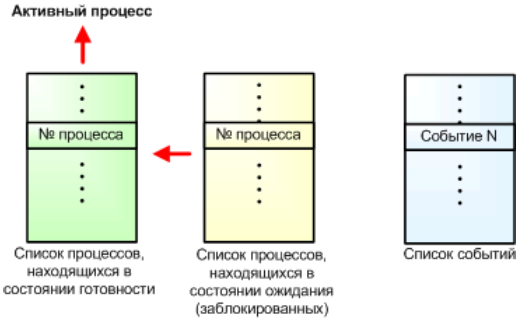 Активный процесс
№ процесса
№ процесса
Событие N
Список процессов,
находящихся в
состоянии готовности
Список процессов,
находящихся в
состоянии ожидания
(заблокированных)
Список событий